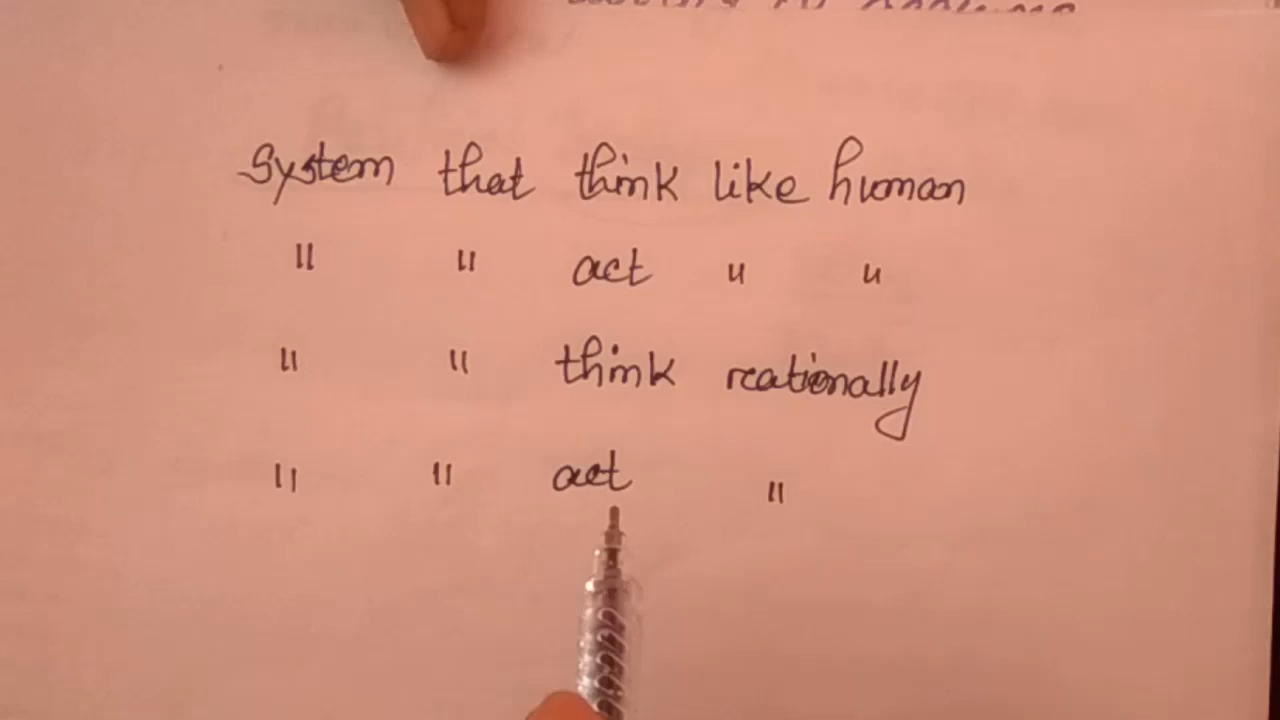 System that think like human
" " act " "
" " think rationally
" " act "